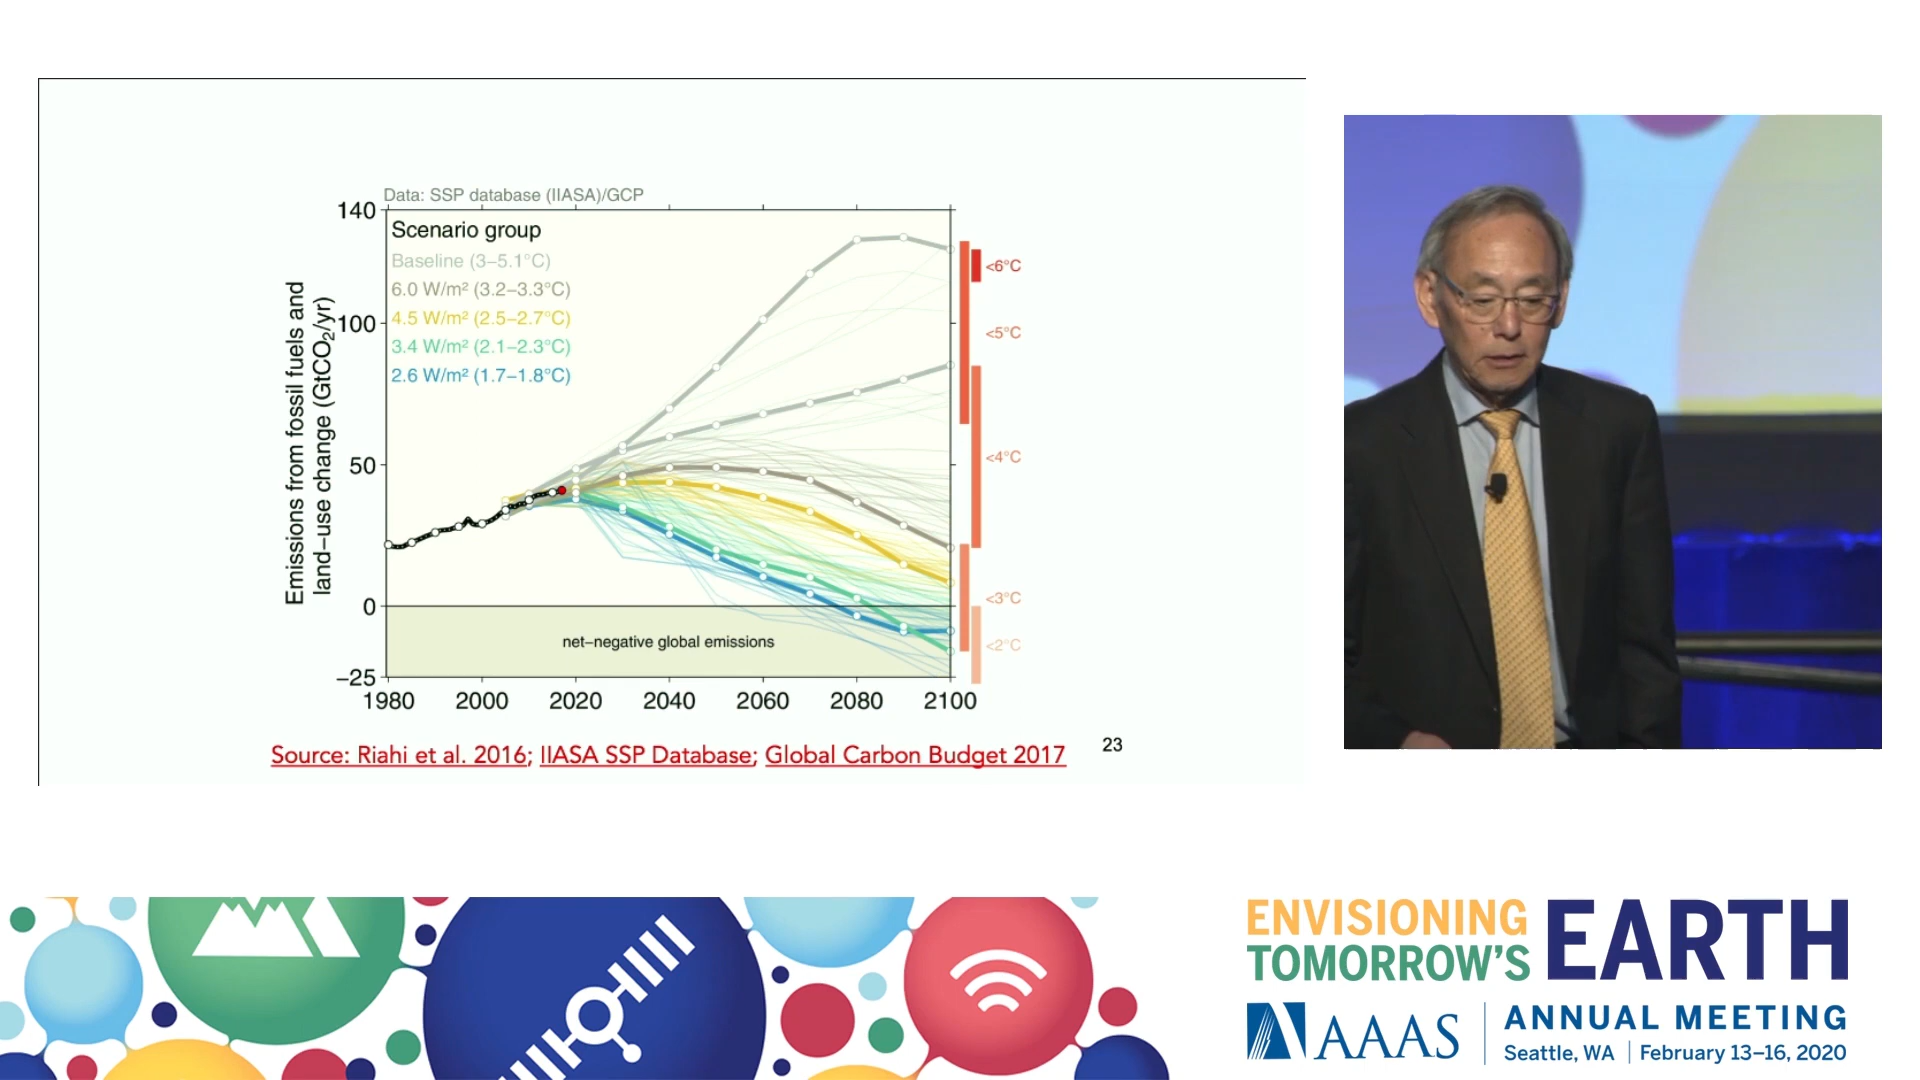 Data: SSP database (IIASA)/GCP
Emissions from fossil fuels and
land–use change (GtCO₂/yr)
140
100
50
0
−25
Scenario group
Baseline (3–5.1°C)
6.0 W/m² (3.2–3.3°C)
4.5 W/m² (2.5–2.7°C)
3.4 W/m² (2.1–2.3°C)
2.6 W/m² (1.7–1.8°C)
<6°C
<5°C
<4°C
<3°C
<2°C
net–negative global emissions
1980 2000 2020 2040 2060 2080 2100
Source: Riahi et al. 2016; IIASA SSP Database; Global Carbon Budget 2017
23
ENVISIONING
TOMORROW'S
EARTH
AAAS
ANNUAL MEETING
Seattle, WA | February 13–16, 2020